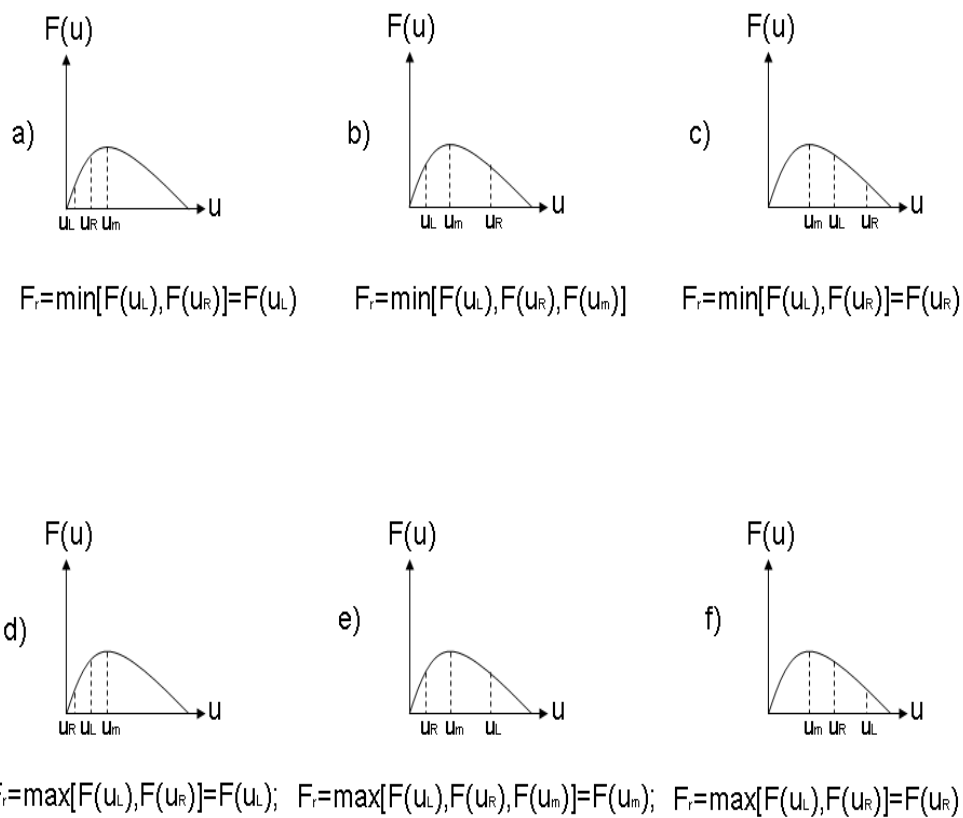 F(u) F(u) F(u)
a) b) c)
u u u
uL uR um uL um uR um uL uR
Fr=min[F(uL),F(uR)]=F(uL) Fr=min[F(uL),F(uR),F(um)] Fr=min[F(uL),F(uR)]=F(uR)
F(u) F(u) F(u)
d) e) f)
u u u
uR uL um uR um uL um uR uL
Fr=max[F(uL),F(uR)]=F(uL); Fr=max[F(uL),F(uR),F(um)]=F(um); Fr=max[F(uL),F(uR)]=F(uR)